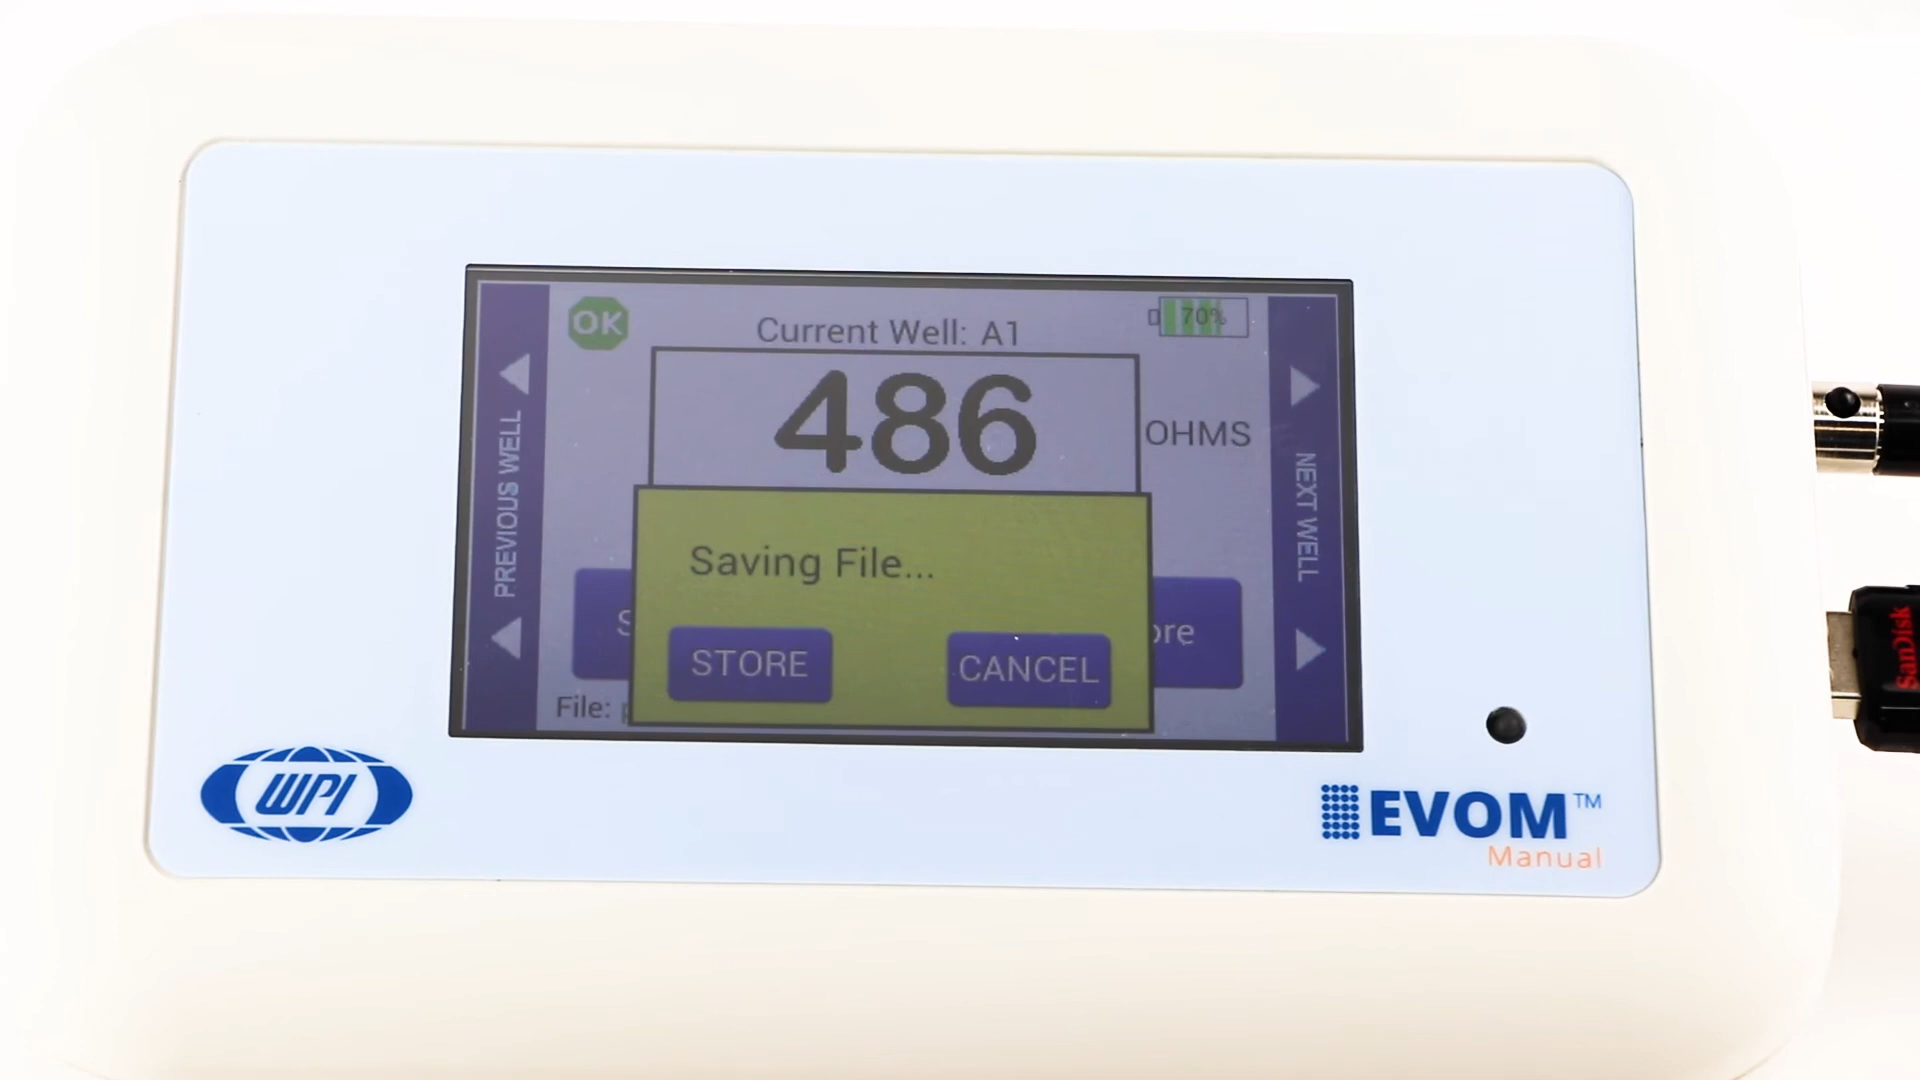 OK
Current Well: A1
70%
486
OHMS
PREVIOUS WELL
NEXT WELL
Saving File...
STORE
CANCEL
File:
WPI
EVOM™
Manual
SanDisk